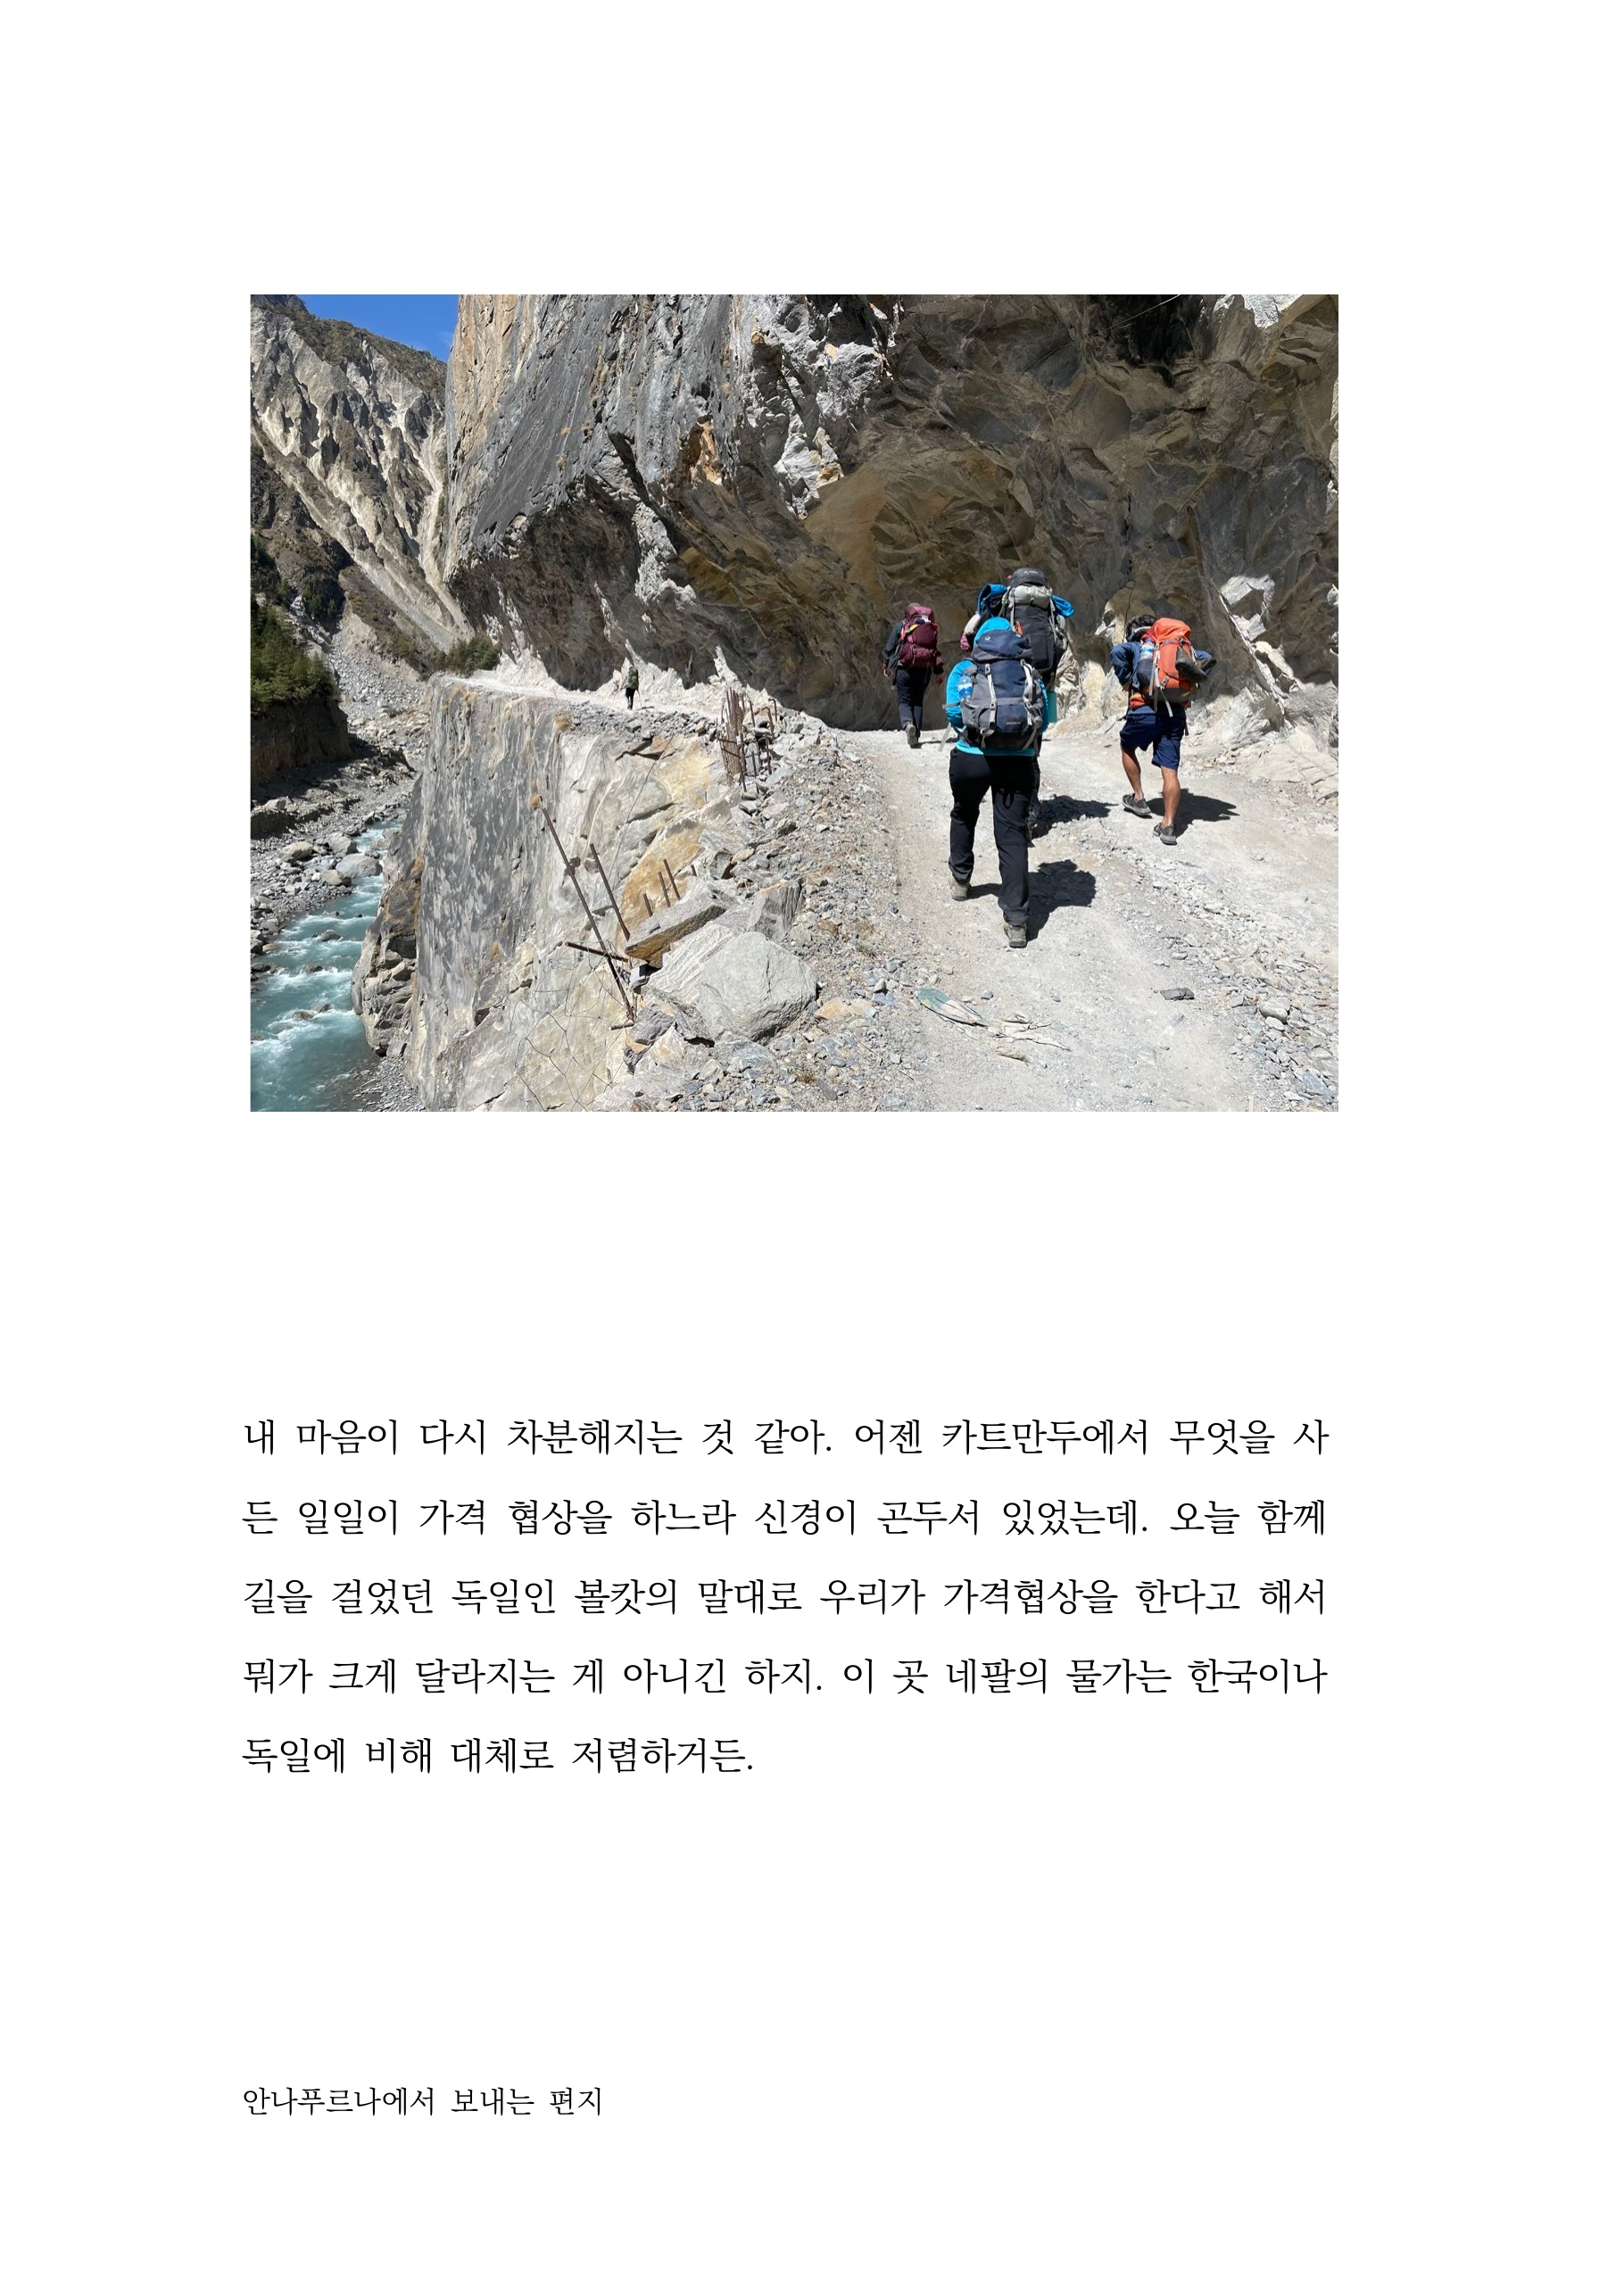 내 마음이 다시 차분해지는 것 같아. 어젠 카트만두에서 무엇을 사
든 일일이 가격 협상을 하느라 신경이 곤두서 있었는데. 오늘 함께
길을 걸었던 독일인 볼캇의 말대로 우리가 가격협상을 한다고 해서
뭐가 크게 달라지는 게 아니긴 하지. 이 곳 네팔의 물가는 한국이나
독일에 비해 대체로 저렴하거든.
안나푸르나에서 보내는 편지